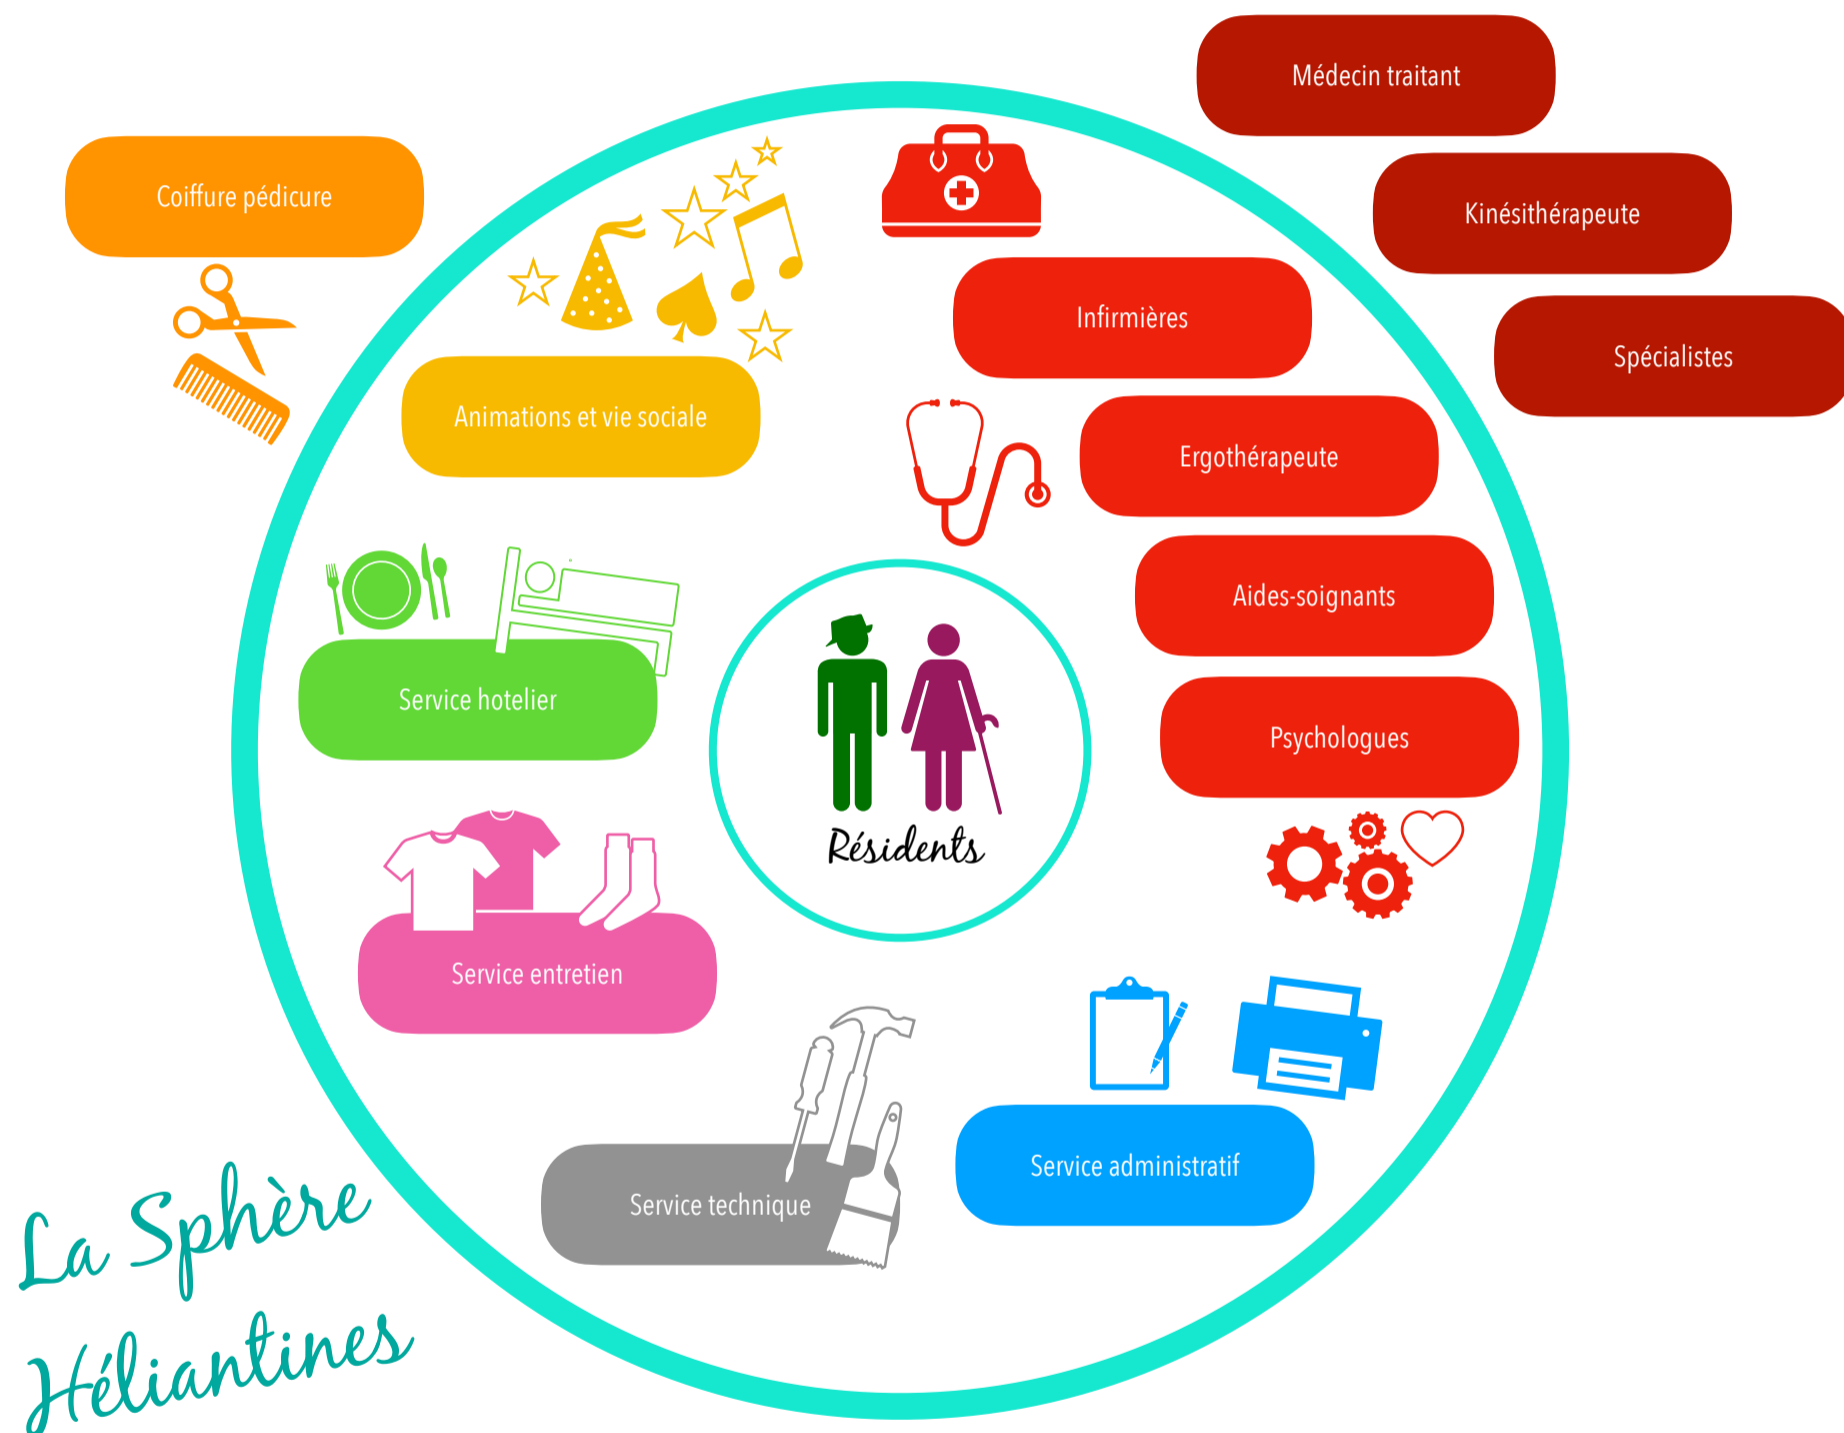 Médecin traitant
Coiffure pédicure
Kinésithérapeute
Infirmières
Spécialistes
Animations et vie sociale
Ergothérapeute
Aides-soignants
Service hotelier
Psychologues
Résidents
Service entretien
Service administratif
Service technique
La Sphère
Héliantines